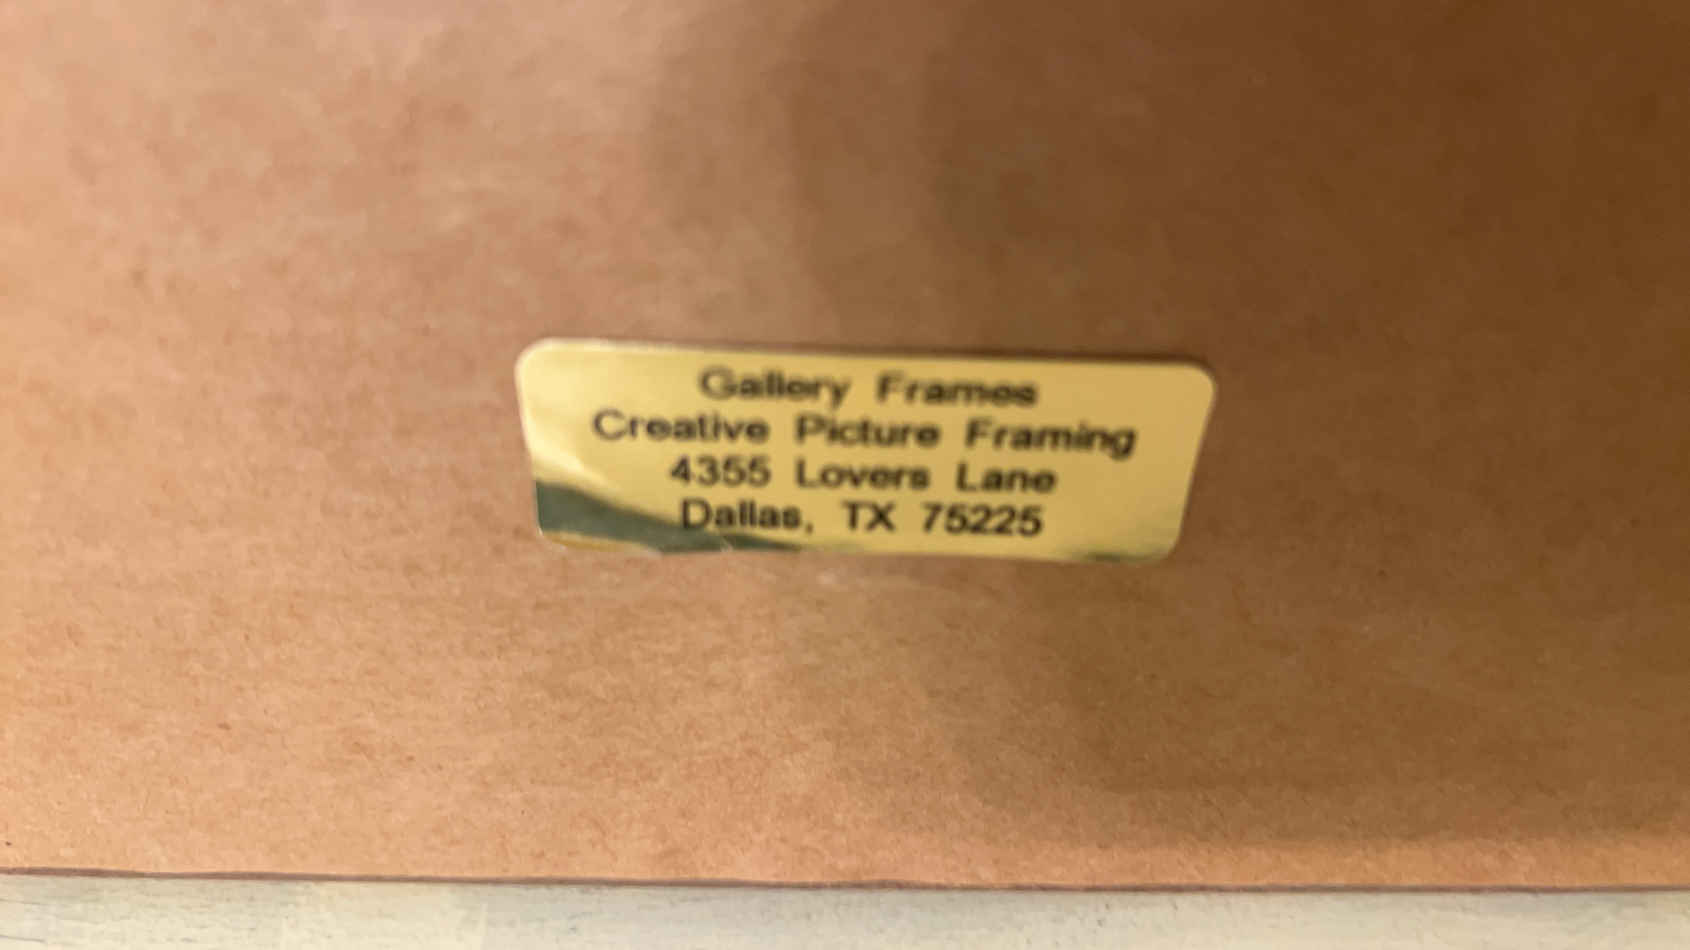 Gallery Frames
Creative Picture Framing
4355 Lovers Lane
Dallas, TX 75225